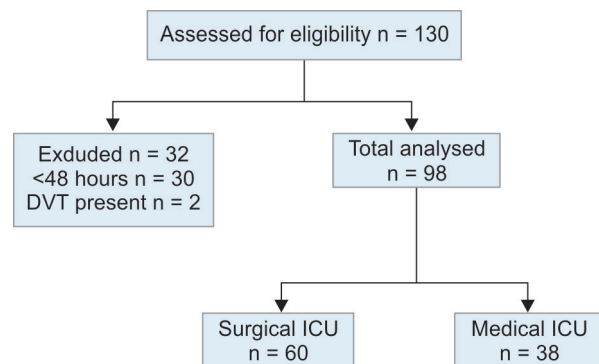 Assessed for eligibility n = 130
Exduded n = 32
<48 hours n = 30
DVT present n = 2
Total analysed
n = 98
Surgical ICU
n = 60
Medical ICU
n = 38